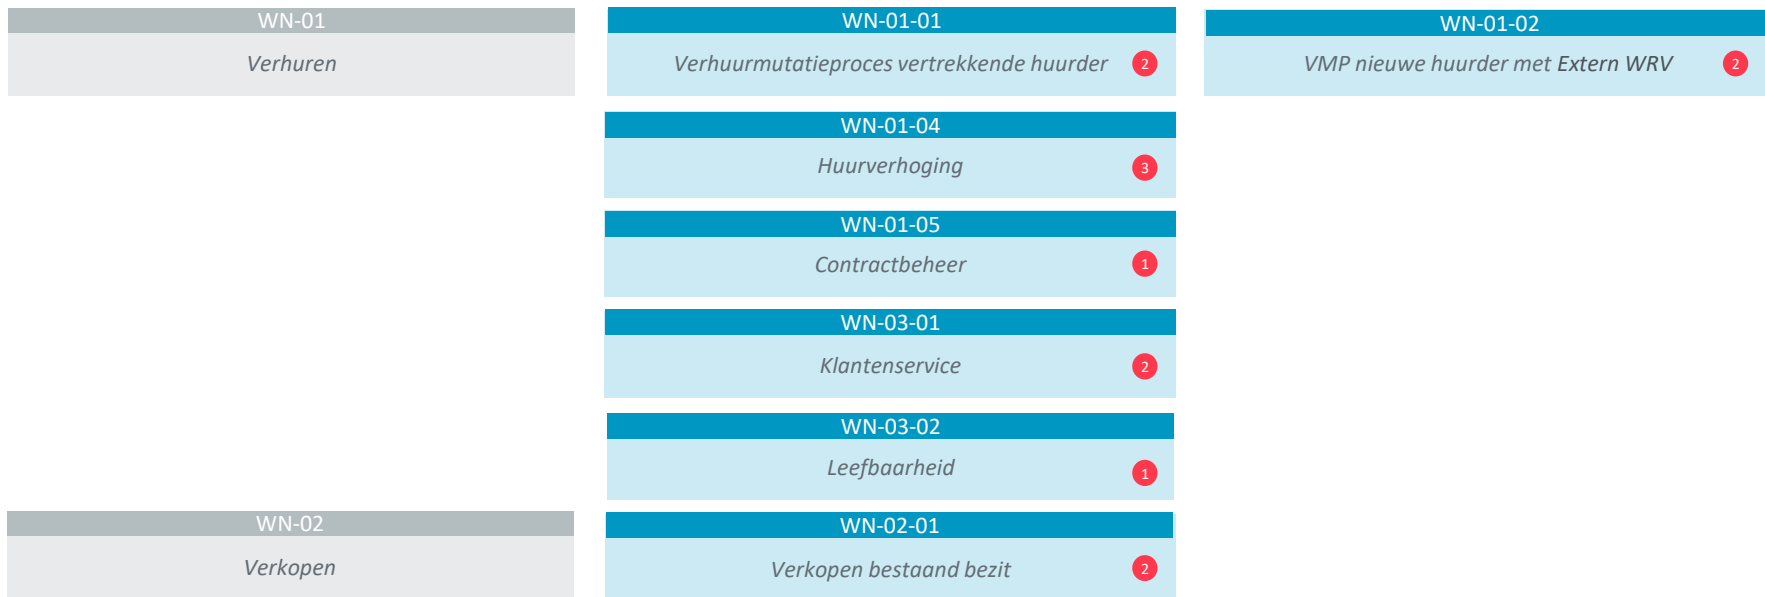 WN-01
Verhuren
WN-01-01
Verhuurmutatieproces vertrekkende huurder 2
WN-01-02
VMP nieuwe huurder met Extern WRV 2
WN-01-04
Huurverhoging 3
WN-01-05
Contractbeheer 1
WN-03-01
Klantenservice 2
WN-03-02
Leefbaarheid 1
WN-02
Verkopen
WN-02-01
Verkopen bestaand bezit 2